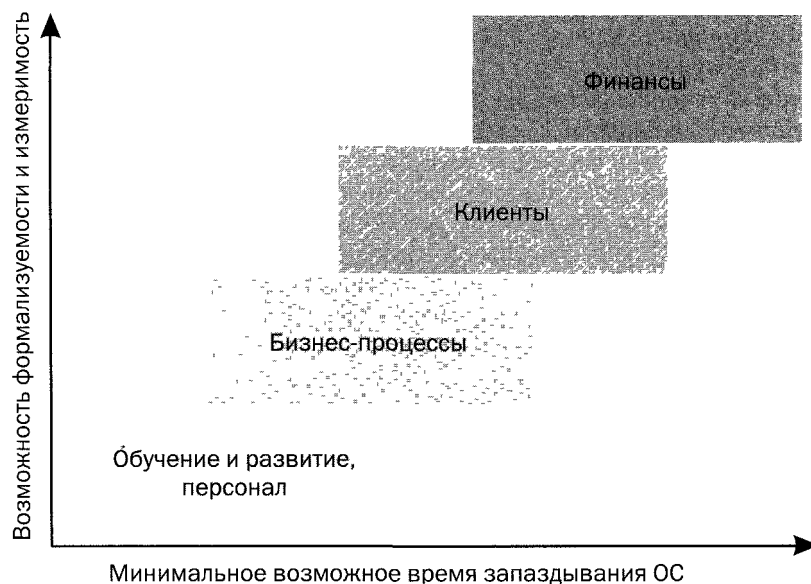 Возможность формализуемости и измеримость
Финансы
Клиенты
Бизнес-процессы
Обучение и развитие,
персонал
Минимальное возможное время запаздывания ОС